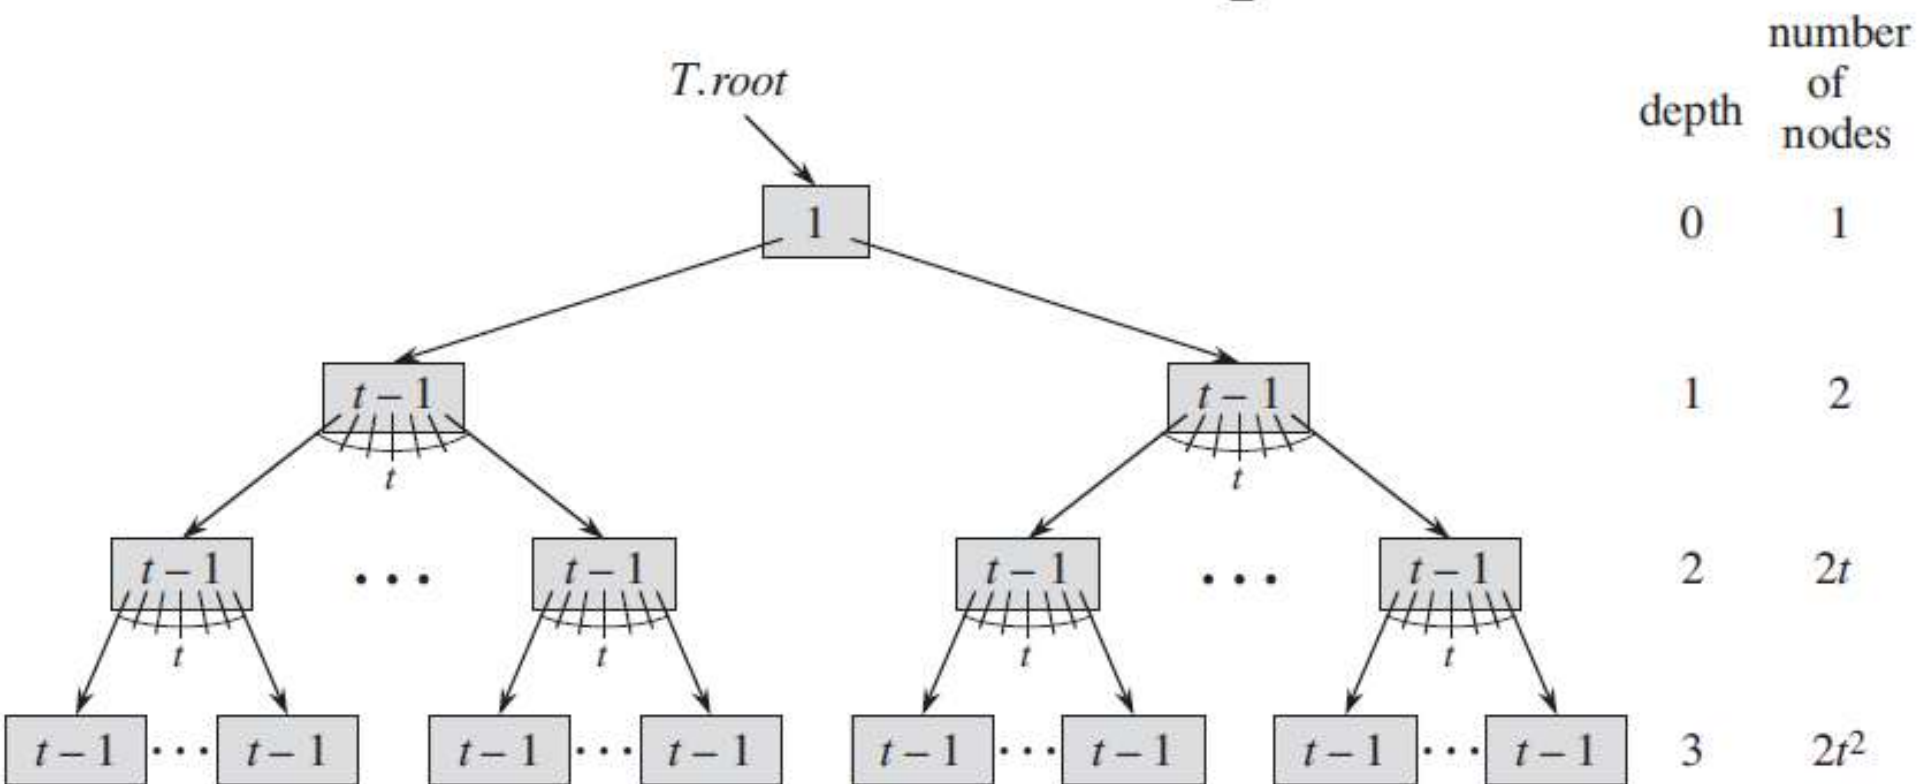 number
of
nodes
depth
T.root
1 0 1
t – 1 t – 1 1 2
t t
t – 1 • • • t – 1 t – 1 • • • t – 1 2 2t
t t t t
t – 1 • • • t – 1 t – 1 • • • t – 1 t – 1 • • • t – 1 t – 1 • • • t – 1 3 2t²